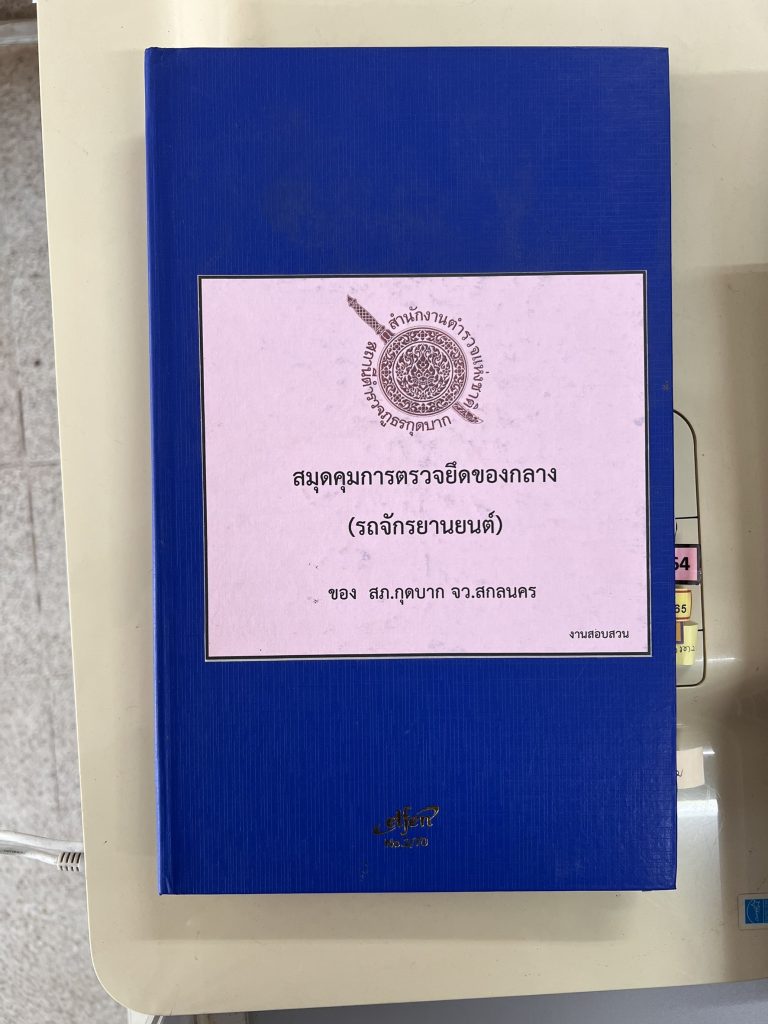 สำนักงานตำรวจแห่งชาติ
สถานีตำรวจภูธรกุดบาก
สมุดคุมการตรวจยึดของกลาง
(รถจักรยานยนต์)
ของ สภ.กุดบาก จว.สกลนคร
งานสอบสวน
64
65